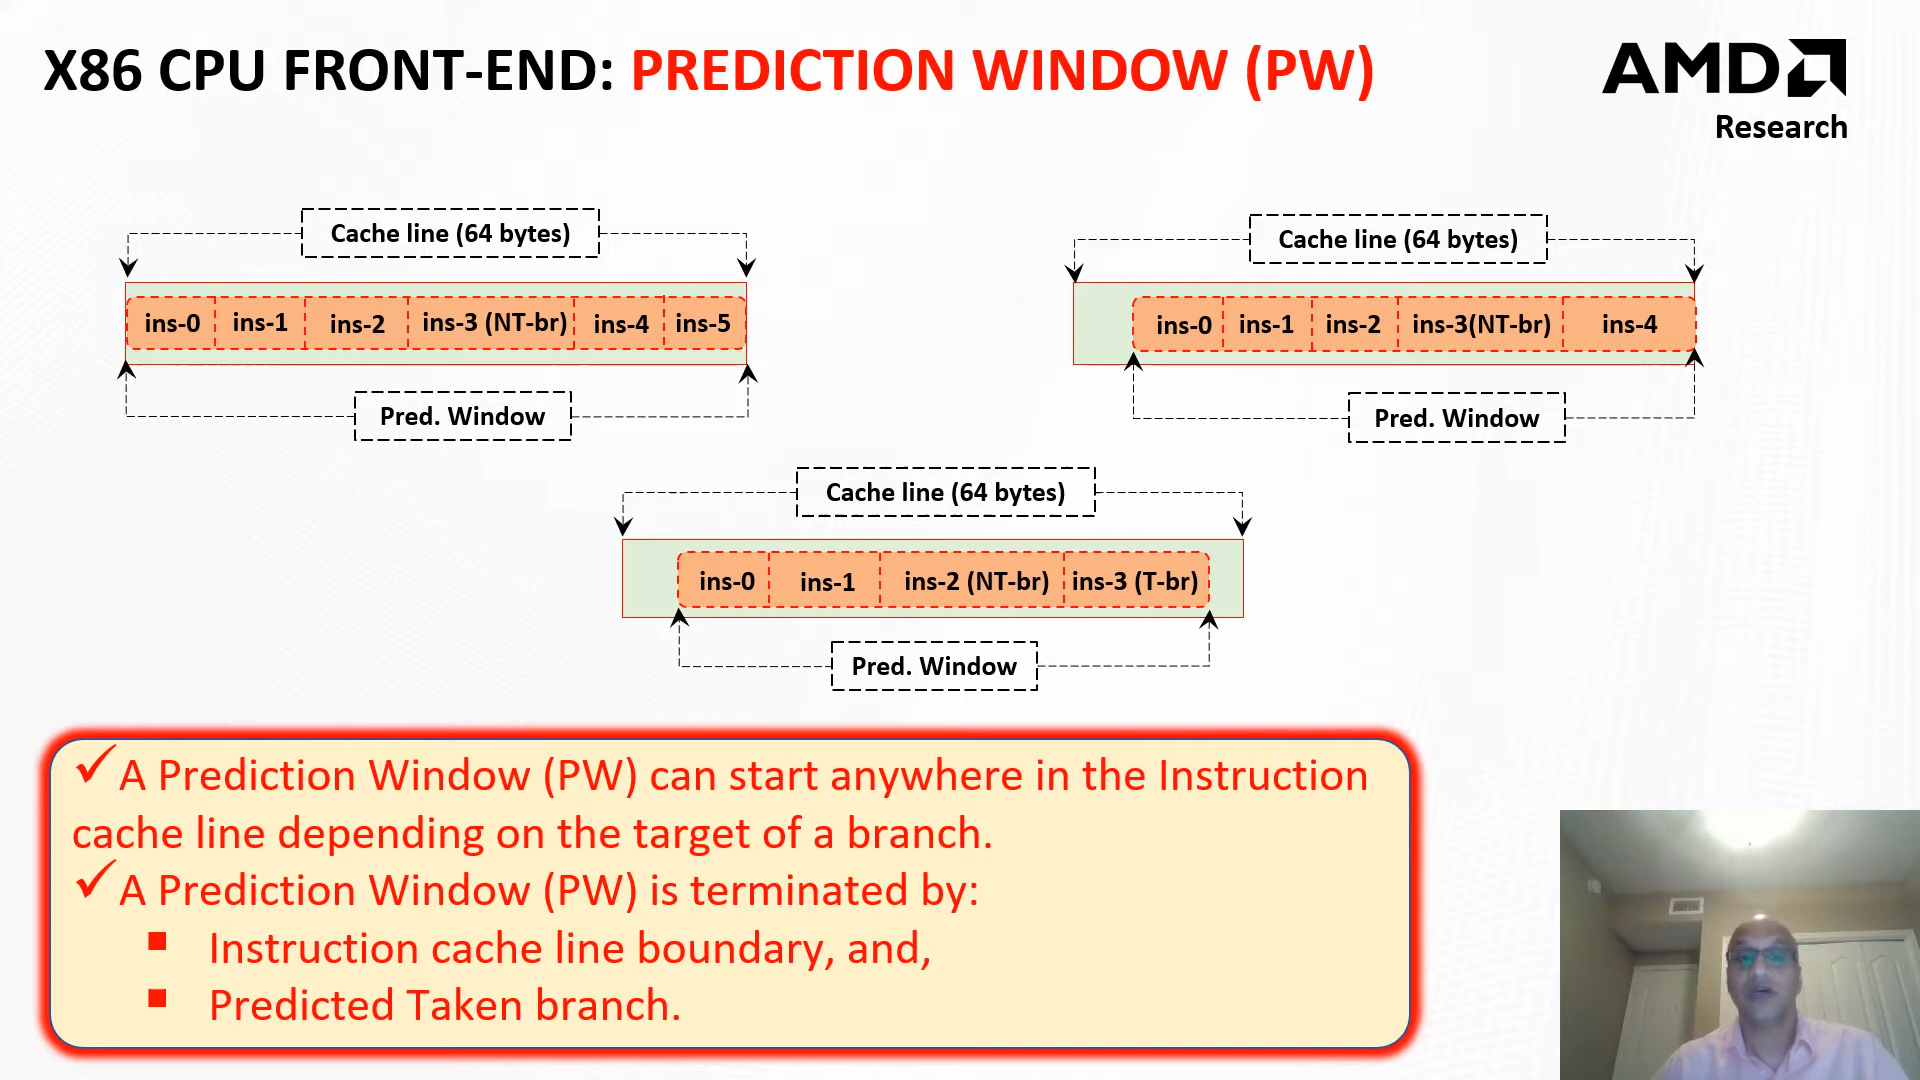 X86 CPU FRONT-END: PREDICTION WINDOW (PW)
AMD
Research
Cache line (64 bytes)
ins-0 ins-1 ins-2 ins-3 (NT-br) ins-4 ins-5
Pred. Window
Cache line (64 bytes)
ins-0 ins-1 ins-2 ins-3(NT-br) ins-4
Pred. Window
Cache line (64 bytes)
ins-0 ins-1 ins-2 (NT-br) ins-3 (T-br)
Pred. Window
✓A Prediction Window (PW) can start anywhere in the Instruction
cache line depending on the target of a branch.
✓A Prediction Window (PW) is terminated by:
▪ Instruction cache line boundary, and,
▪ Predicted Taken branch.